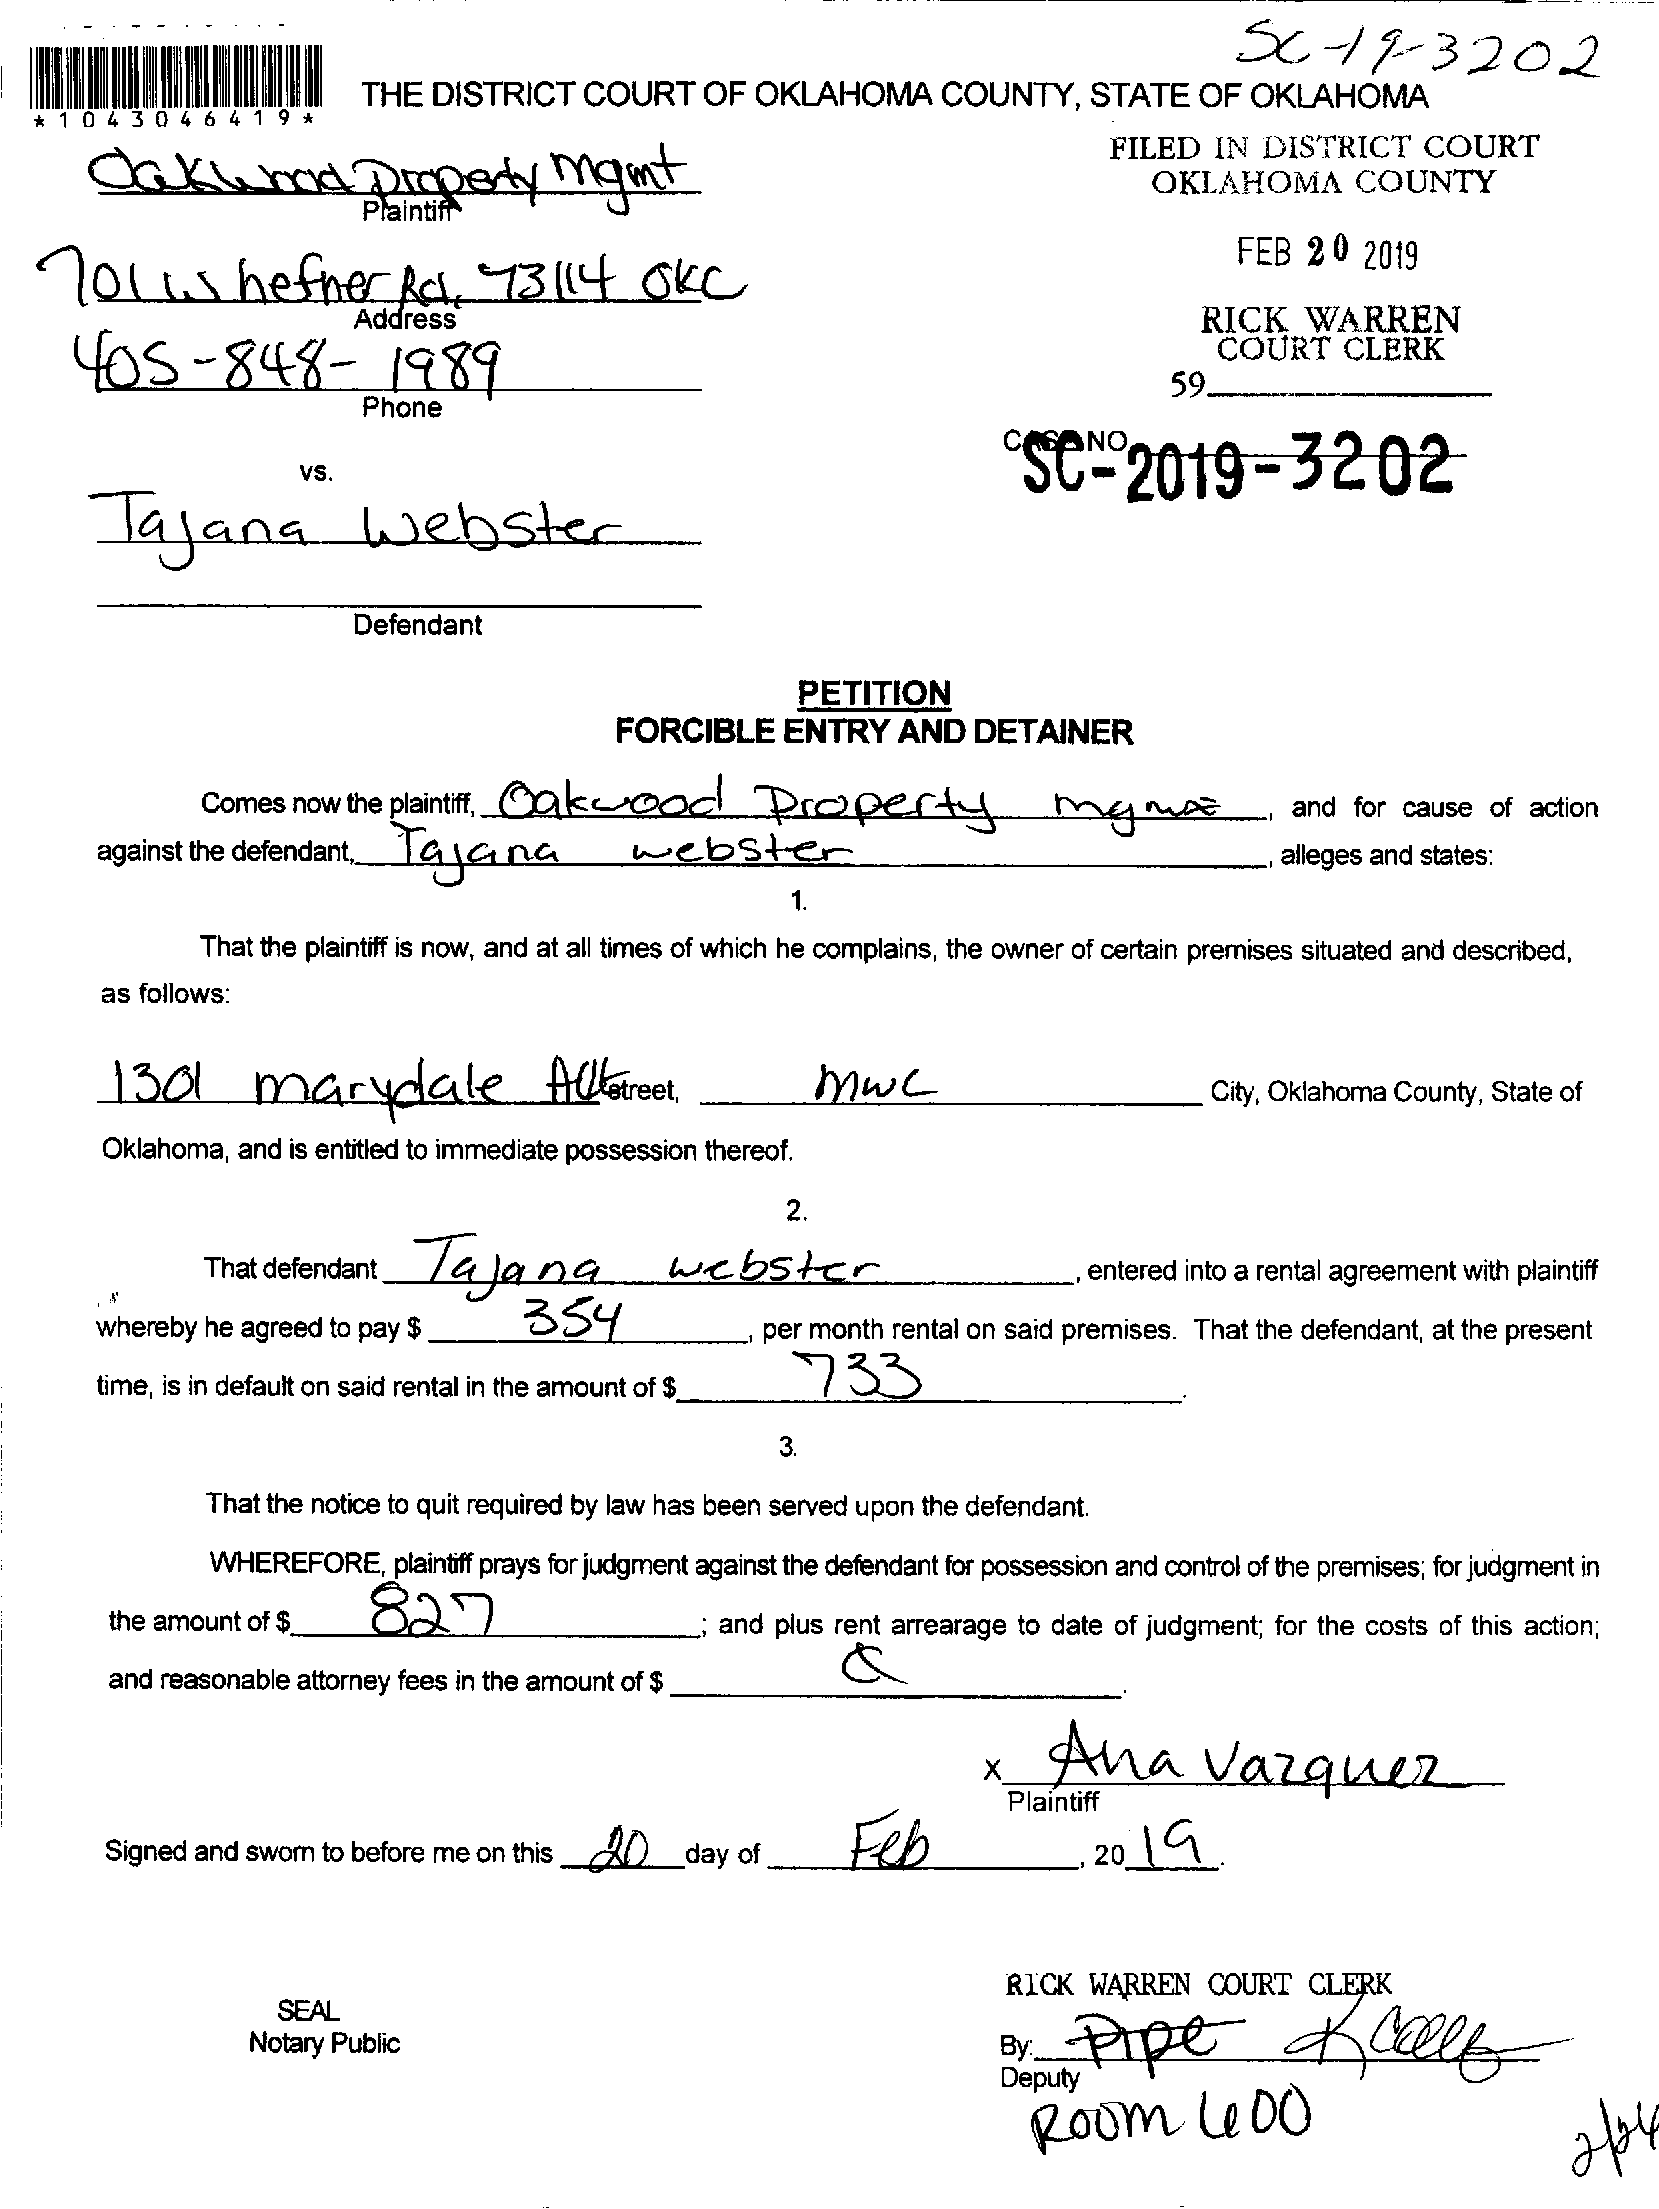 SC-19-3202
*1043046419*
THE DISTRICT COURT OF OKLAHOMA COUNTY, STATE OF OKLAHOMA
Oakwood Property Mgmt
Plaintiff
FILED IN DISTRICT COURT
OKLAHOMA COUNTY
701 W hefner Rd, 73114 OKC
Address
FEB 20 2019
405-848-1989
Phone
RICK WARREN
COURT CLERK
59
CASE NO
SC-2019-3202
vs.
Tajana Webster
Defendant
PETITION
FORCIBLE ENTRY AND DETAINER
Comes now the plaintiff, Oakwood Property mgmt, and for cause of action
against the defendant, Tajana webster, alleges and states:
1.
That the plaintiff is now, and at all times of which he complains, the owner of certain premises situated and described,
as follows:
1301 marydale street, MWC City, Oklahoma County, State of
Oklahoma, and is entitled to immediate possession thereof.
2.
That defendant Tajana webster, entered into a rental agreement with plaintiff
whereby he agreed to pay $ 354, per month rental on said premises. That the defendant, at the present
time, is in default on said rental in the amount of $ 733.
3.
That the notice to quit required by law has been served upon the defendant.
WHEREFORE, plaintiff prays for judgment against the defendant for possession and control of the premises; for judgment in
the amount of $ 827; and plus rent arrearage to date of judgment; for the costs of this action;
and reasonable attorney fees in the amount of $ .
x Ana Vazquez
Plaintiff
Signed and sworn to before me on this 20 day of Feb, 2019.
SEAL
Notary Public
RICK WARREN COURT CLERK
By:
Deputy
Room 600